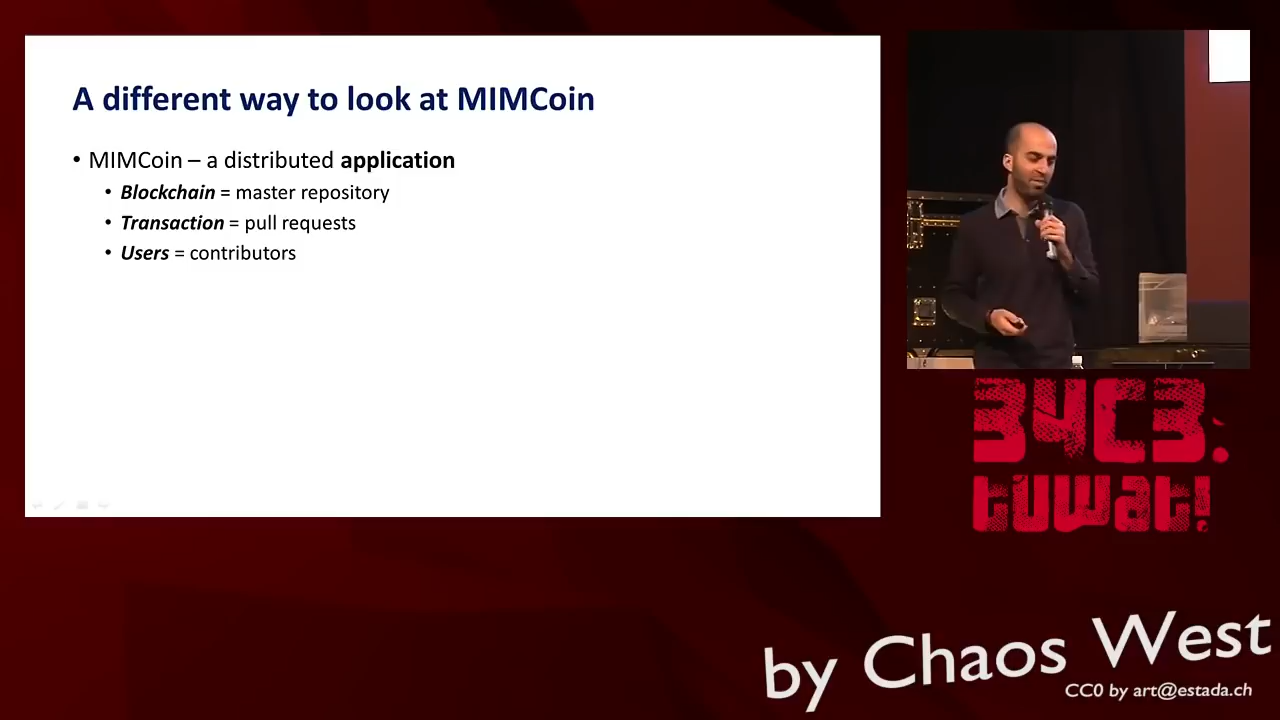 A different way to look at MIMCoin
• MIMCoin – a distributed application
• Blockchain = master repository
• Transaction = pull requests
• Users = contributors
34C3.
tuwat!
by Chaos West
CC0 by art@estada.ch